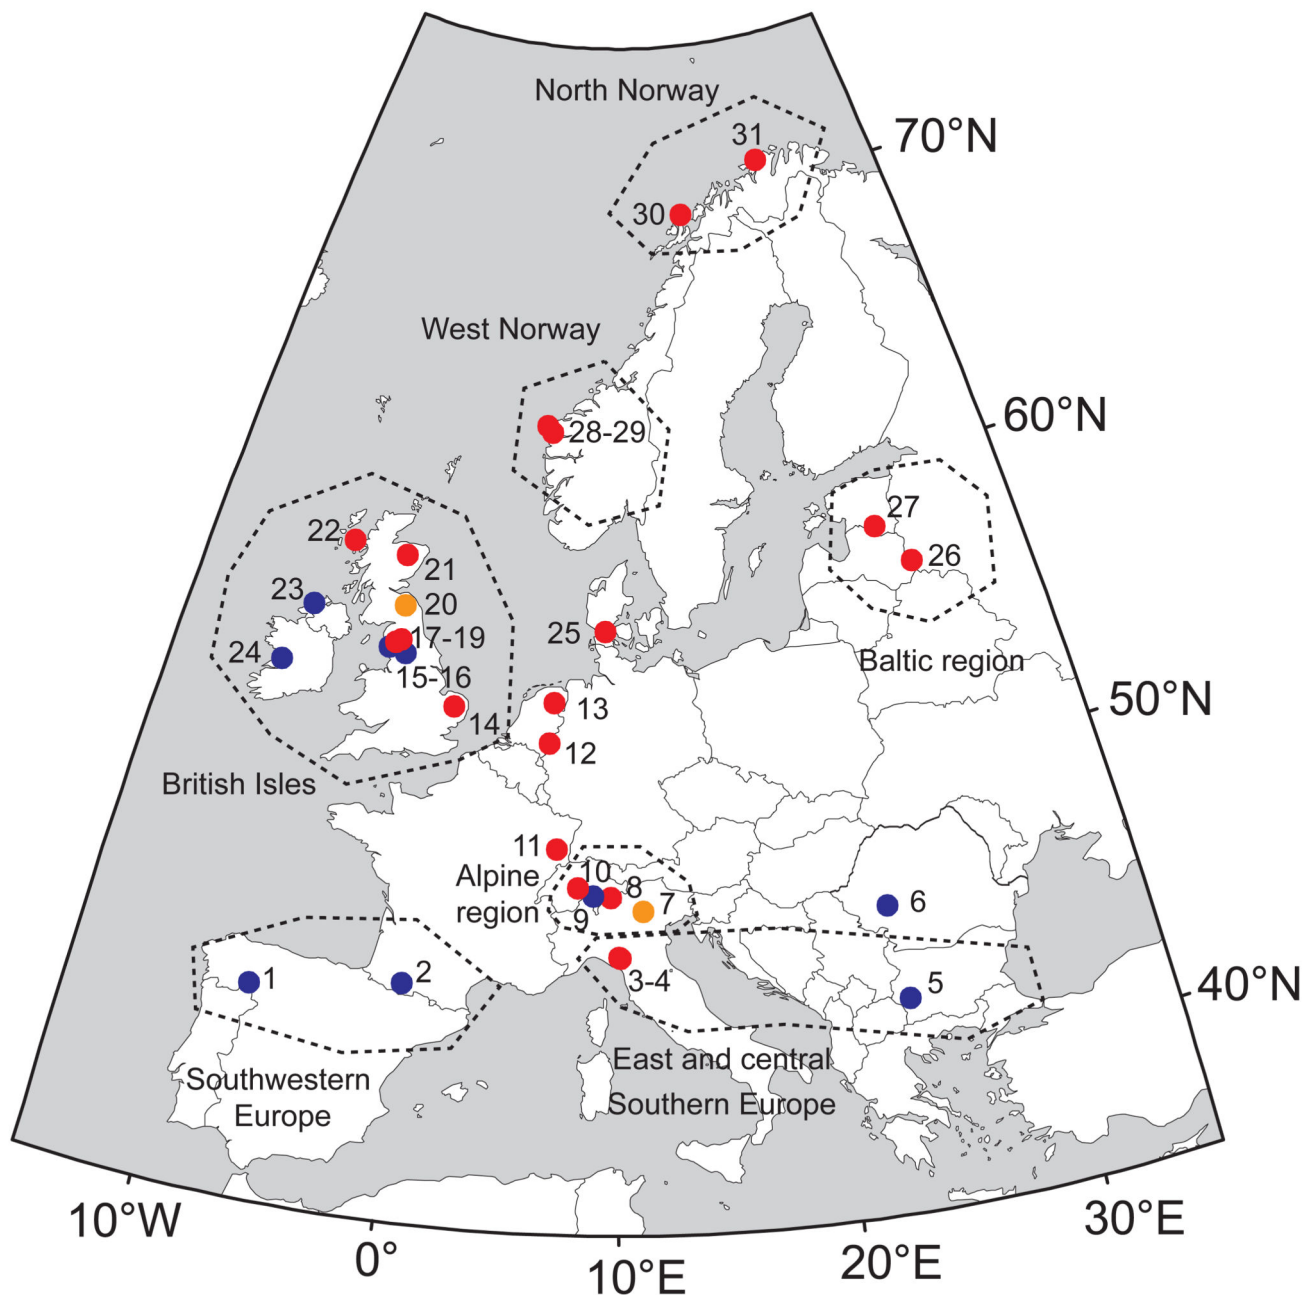 North Norway
70°N
31
30
West Norway
60°N
28-29
27
22
26
21
23
20
17-19
25
24
15-16
Baltic region
50°N
13
14
12
British Isles
11
10
Alpine
region
8
7
6
9
1
2
3-4
5
40°N
East and central
Southern Europe
Southwestern
Europe
10°W
0°
10°E
20°E
30°E